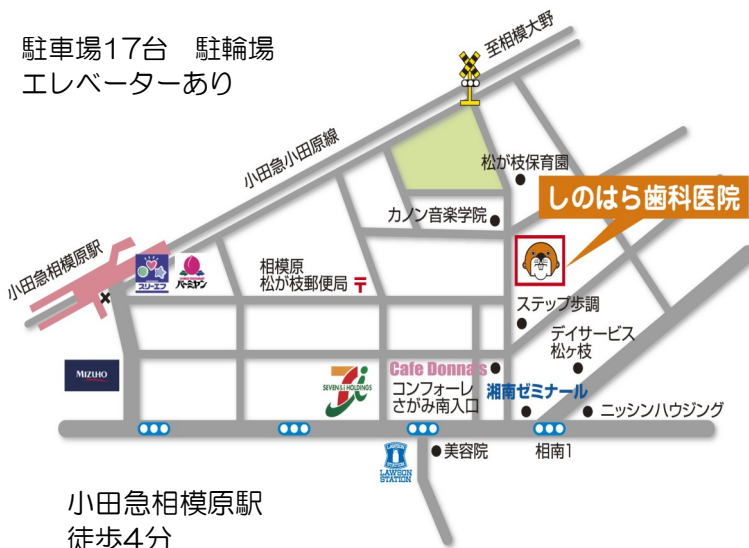 駐車場17台　駐輪場
エレベーターあり
至相模大野
小田急小田原線
松が枝保育園
カノン音楽学院
しのはら歯科医院
小田急相模原駅
スリーエフ
バーミヤン
相模原
松が枝郵便局
ステップ歩調
デイサービス
松ヶ枝
MIZUHO
SEVEN&i HOLDINGS
Cafe Donna's
コンフォーレ
さがみ南入口
湘南ゼミナール
ニッシンハウジング
LAWSON
STATION
美容院
相南1
小田急相模原駅
徒歩4分